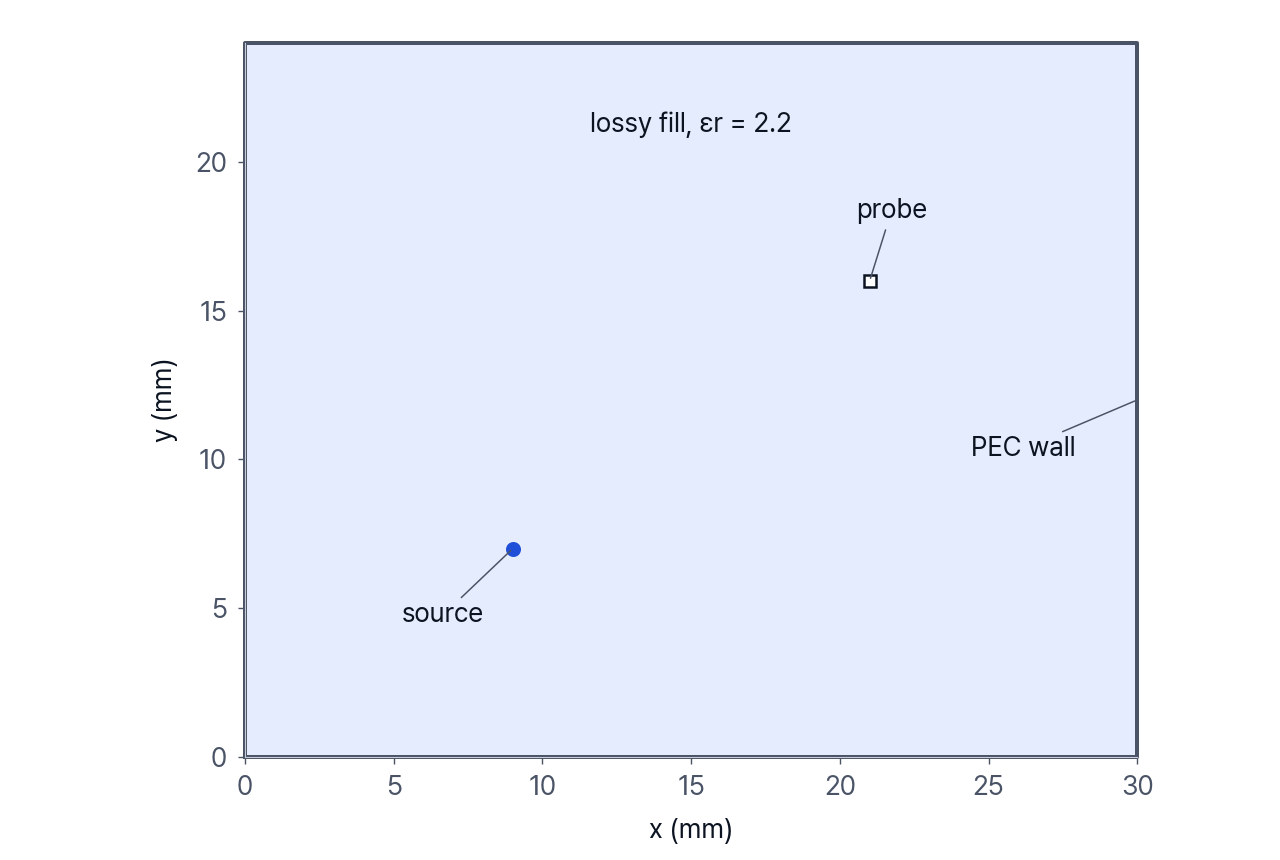 lossy fill, εr = 2.2
20
probe
15
y (mm)
PEC wall
10
source
5
0
0 5 10 15 20 25 30
x (mm)